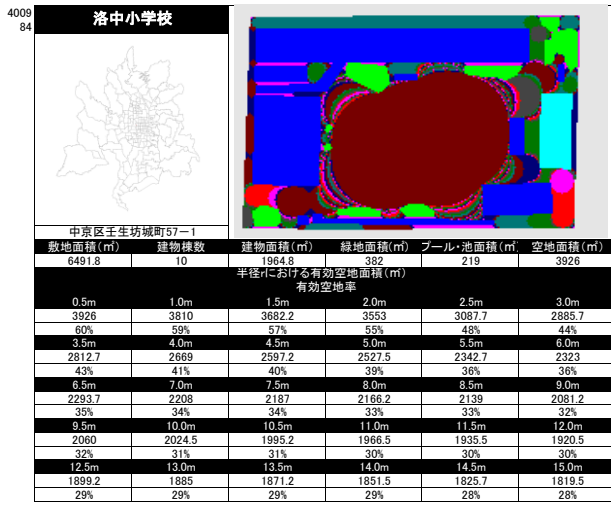 4009
84
洛中小学校
中京区壬生坊城町57－1
敷地面積(㎡) 建物棟数 建物面積(㎡) 緑地面積(㎡) プール・池面積(㎡) 空地面積(㎡)
6491.8 10 1964.8 382 219 3926
半径rにおける有効空地面積(㎡)
有効空地率
0.5m 1.0m 1.5m 2.0m 2.5m 3.0m
3926 3810 3682.2 3553 3087.7 2885.7
60% 59% 57% 55% 48% 44%
3.5m 4.0m 4.5m 5.0m 5.5m 6.0m
2812.7 2669 2597.2 2527.5 2342.7 2323
43% 41% 40% 39% 36% 36%
6.5m 7.0m 7.5m 8.0m 8.5m 9.0m
2293.7 2208 2187 2166.2 2139 2081.2
35% 34% 34% 33% 33% 32%
9.5m 10.0m 10.5m 11.0m 11.5m 12.0m
2060 2024.5 1995.2 1966.5 1935.5 1920.5
32% 31% 31% 30% 30% 30%
12.5m 13.0m 13.5m 14.0m 14.5m 15.0m
1899.2 1885 1871.2 1851.5 1825.7 1819.5
29% 29% 29% 29% 28% 28%